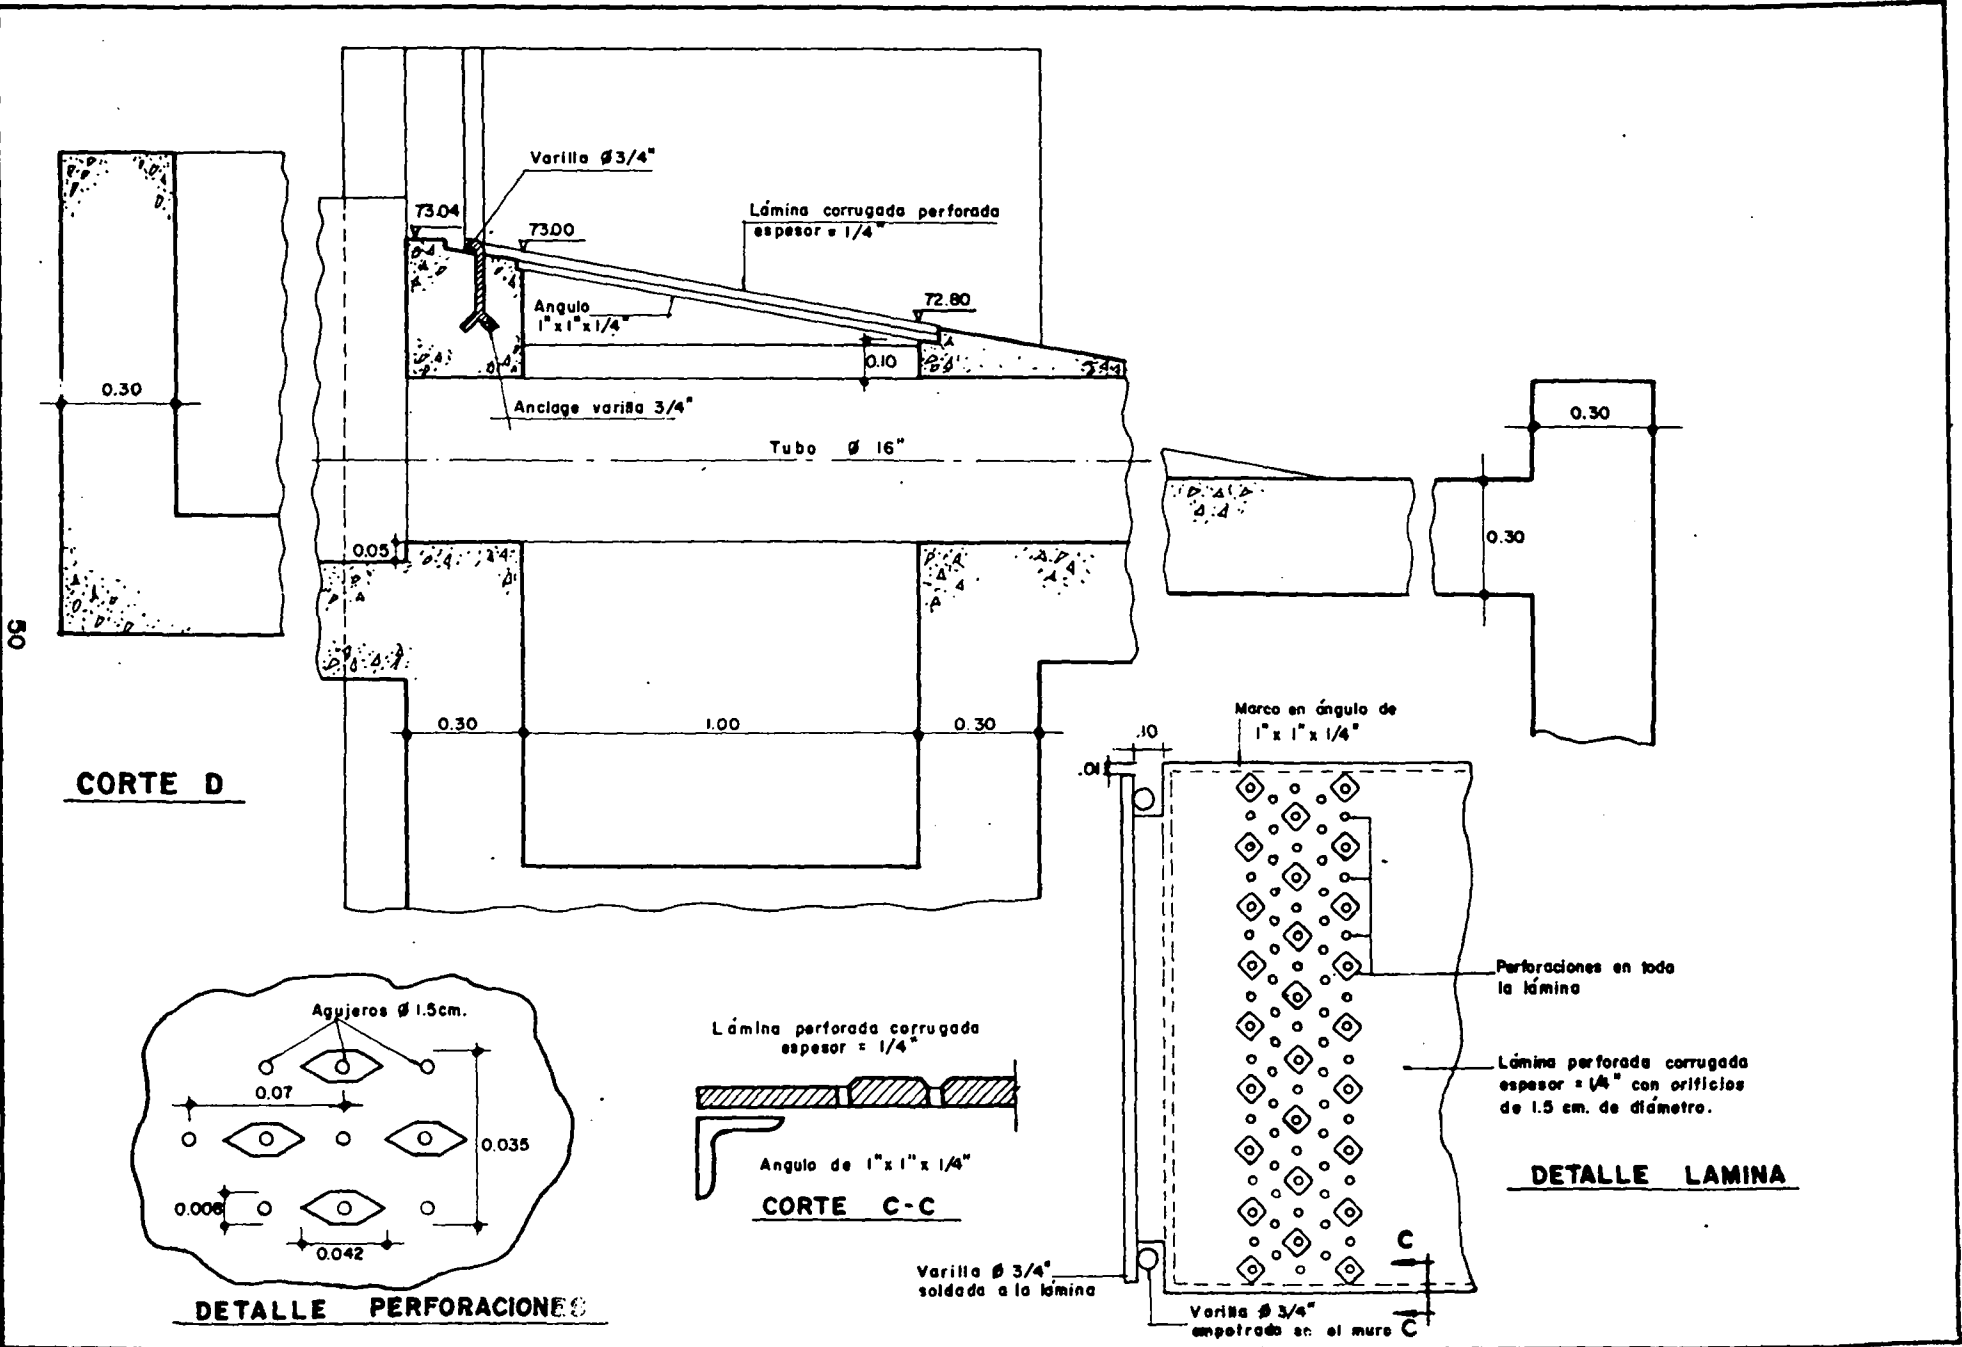 Varilla Ø 3/4"
73.04
73.00
Lámina corrugada perforada
espesor = 1/4"
Angulo
1" x 1" x 1/4"
72.80
0.10
0.30
Anclage varilla 3/4"
Tubo Ø 16"
0.30
0.05
0.30
50
0.30
1.00
0.30
CORTE D
Marco en ángulo de
1" x 1" x 1/4"
.10
.01
Perforaciones en toda
la lámina
Lámina perforada corrugada
espesor = 1/4" con orificios
de 1.5 cm. de diámetro.
DETALLE LAMINA
C
C
Varilla Ø 3/4"
soldada a la lámina
Varilla Ø 3/4"
empotrada en el muro
Agujeros Ø 1.5cm.
0.07
0.035
0.006
0.042
DETALLE PERFORACIONES
Lámina perforada corrugada
espesor = 1/4"
Angulo de 1" x 1" x 1/4"
CORTE C-C